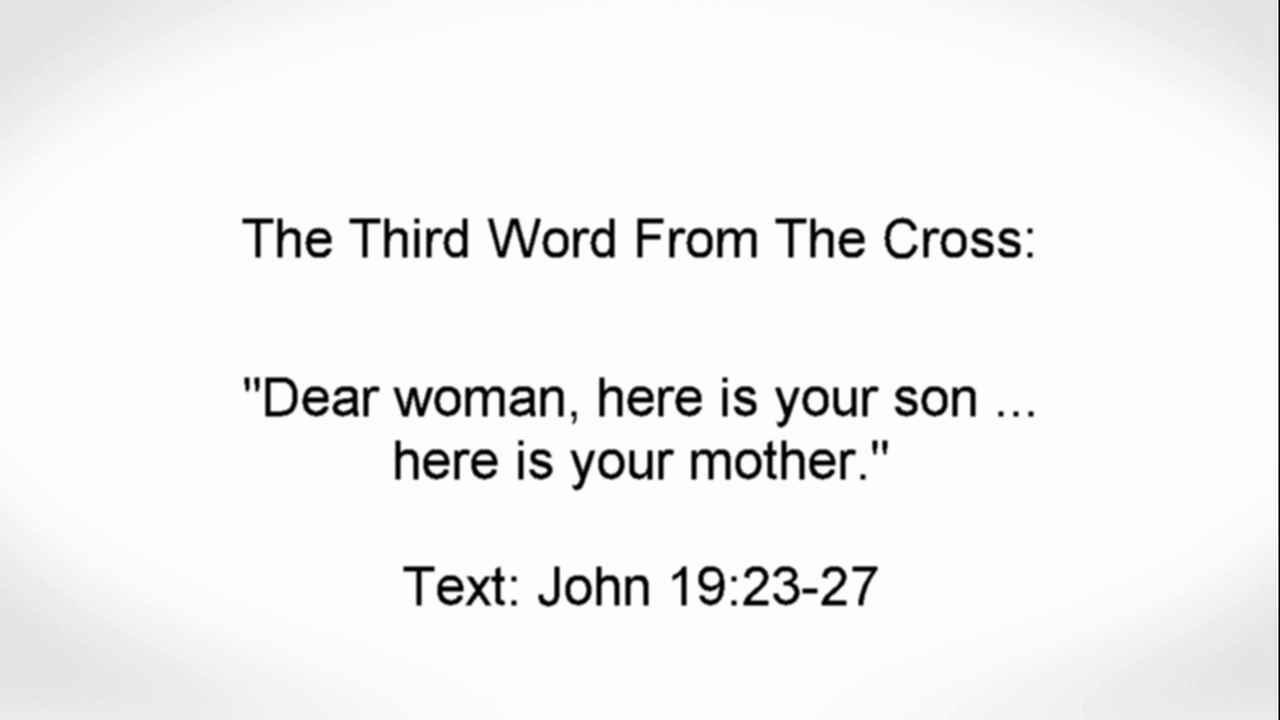 The Third Word From The Cross:
"Dear woman, here is your son ...
here is your mother."
Text: John 19:23-27